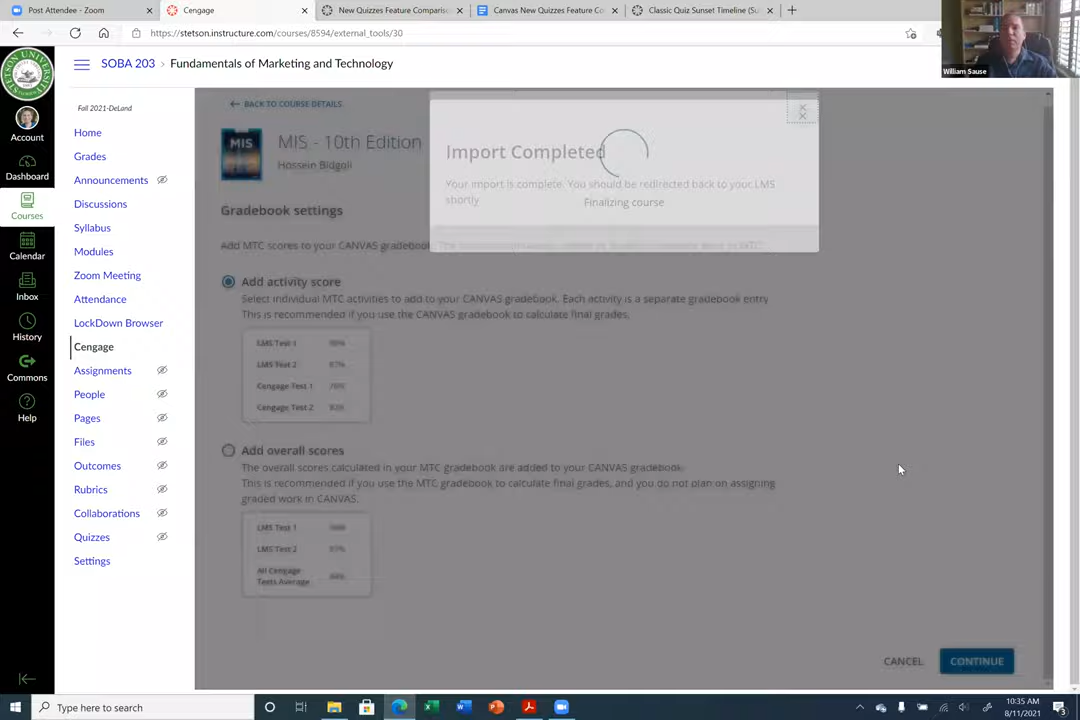 Post Attendee - Zoom
Cengage
New Quizzes Feature Comparis
Canvas New Quizzes Feature Co
Classic Quiz Sunset Timeline (Su
https://stetson.instructure.com/courses/8594/external_tools/30
William Sause
SOBA 203 › Fundamentals of Marketing and Technology
Account
Dashboard
Courses
Calendar
Inbox
History
Commons
Help
Fall 2021-DeLand
Home
Grades
Announcements
Discussions
Syllabus
Modules
Zoom Meeting
Attendance
LockDown Browser
Cengage
Assignments
People
Pages
Files
Outcomes
Rubrics
Collaborations
Quizzes
Settings
BACK TO COURSE DETAILS
MIS
MIS - 10th Edition
Hossein Bidgoli
Import Completed
Your import is complete. You should be redirected back to your LMS
shortly
Finalizing course
Gradebook settings
Add MTC scores to your CANVAS gradebook.
Add activity score
Select individual MTC activities to add to your CANVAS gradebook. Each activity is a separate gradebook entry
This is recommended if you use the CANVAS gradebook to calculate final grades.
LMS Test 1
LMS Test 2 87%
Cengage Test 1
Cengage Test 2
Add overall scores
The overall scores calculated in your MTC gradebook are added to your CANVAS gradebook.
This is recommended if you use the MTC gradebook to calculate final grades, and you do not plan on assigning
graded work in CANVAS.
LMS Test 1
LMS Test 2
All Cengage
Tests Average
CANCEL
CONTINUE
Type here to search
10:35 AM
8/11/2021